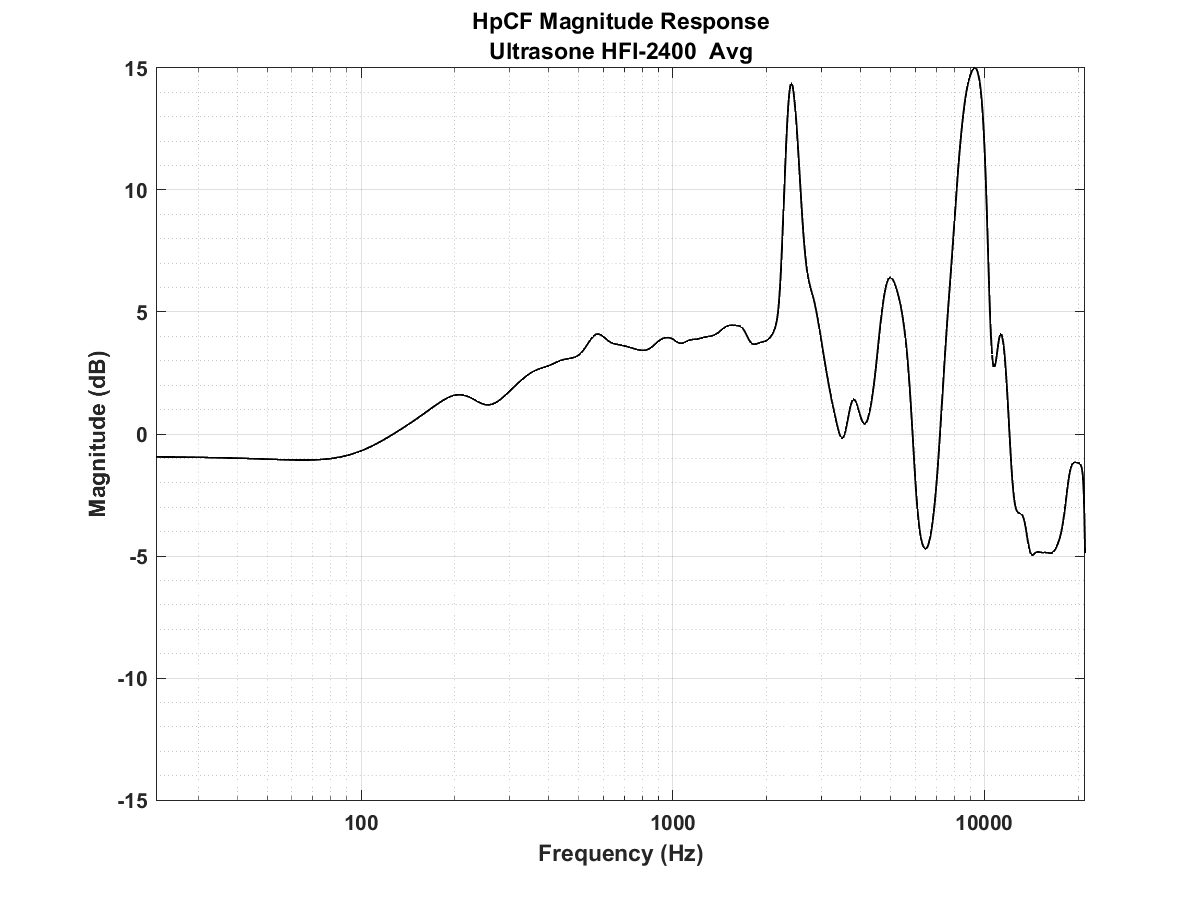 HpCF Magnitude Response
Ultrasone HFI-2400  Avg
15
10
5
0
-5
-10
-15
Magnitude (dB)
100
1000
10000
Frequency (Hz)